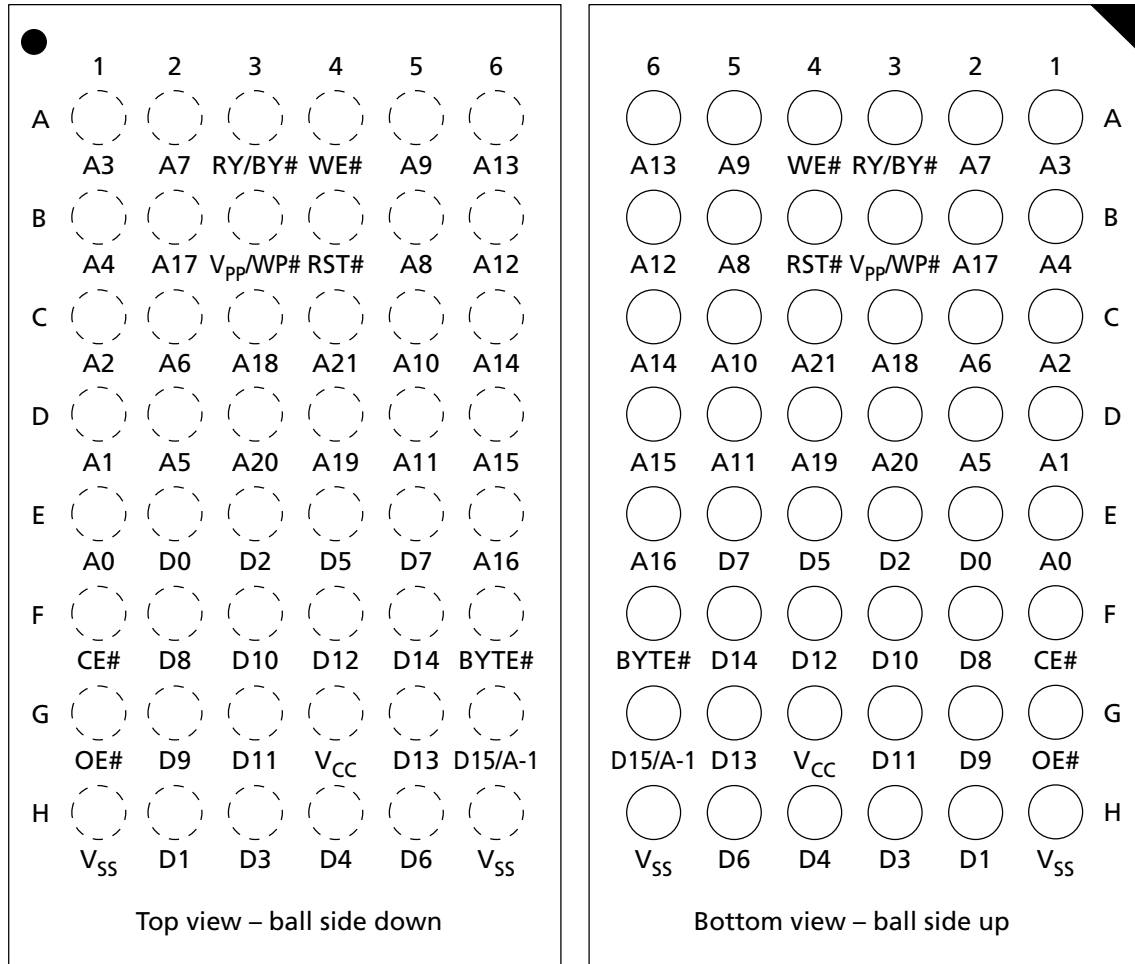 1 2 3 4 5 6
A
A3 A7 RY/BY# WE# A9 A13
B
A4 A17 VPP/WP# RST# A8 A12
C
A2 A6 A18 A21 A10 A14
D
A1 A5 A20 A19 A11 A15
E
A0 D0 D2 D5 D7 A16
F
CE# D8 D10 D12 D14 BYTE#
G
OE# D9 D11 VCC D13 D15/A-1
H
VSS D1 D3 D4 D6 VSS
Top view – ball side down
6 5 4 3 2 1
A
A13 A9 WE# RY/BY# A7 A3
B
A12 A8 RST# VPP/WP# A17 A4
C
A14 A10 A21 A18 A6 A2
D
A15 A11 A19 A20 A5 A1
E
A16 D7 D5 D2 D0 A0
F
BYTE# D14 D12 D10 D8 CE#
G
D15/A-1 D13 VCC D11 D9 OE#
H
VSS D6 D4 D3 D1 VSS
Bottom view – ball side up